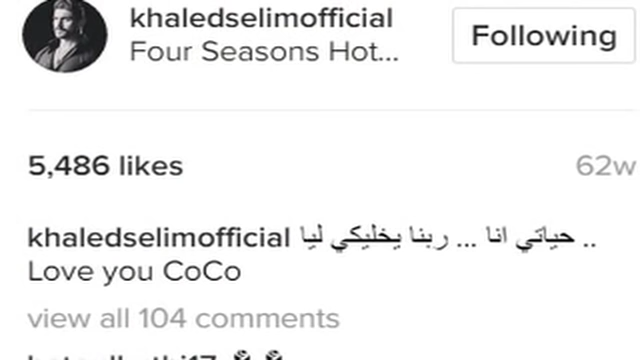 khaledselimofficial
Four Seasons Hot...
Following
5,486 likes
62w
khaledselimofficial حياتي انا ... ربنا يخليكي ليا ..
Love you CoCo
view all 104 comments